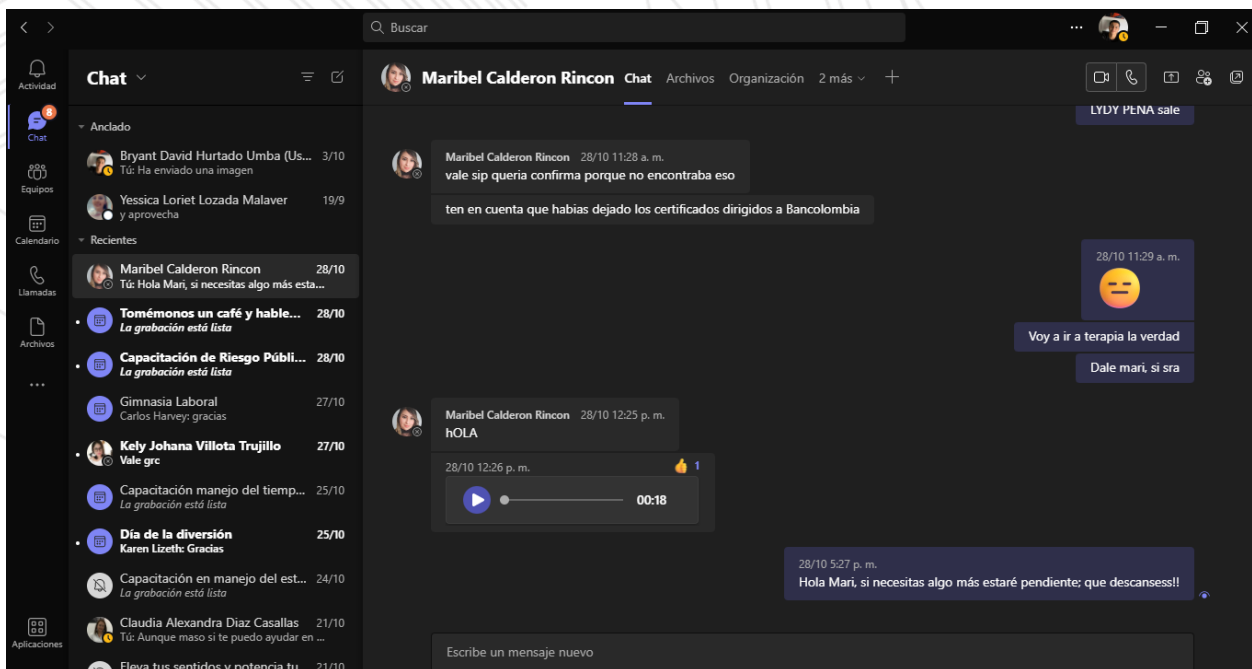 Buscar
Actividad
8
Chat
Equipos
Calendario
Llamadas
Archivos
Aplicaciones
Chat
Anclado
Bryant David Hurtado Umba (Us... 3/10
Tú: Ha enviado una imagen
Yessica Loriet Lozada Malaver 19/9
y aprovecha
Recientes
Maribel Calderon Rincon 28/10
Tú: Hola Mari, si necesitas algo más esta...
Tomémonos un café y hable... 28/10
La grabación está lista
Capacitación de Riesgo Públi... 28/10
La grabación está lista
Gimnasia Laboral 27/10
Carlos Harvey: gracias
Kely Johana Villota Trujillo 27/10
Vale grc
Capacitación manejo del tiemp... 25/10
La grabación está lista
Día de la diversión 25/10
Karen Lizeth: Gracias
Capacitación en manejo del est... 24/10
La grabación está lista
Claudia Alexandra Diaz Casallas 21/10
Tú: Aunque maso si te puedo ayudar en ...
Eleva tus sentidos y potencia tu 21/10
Maribel Calderon Rincon Chat Archivos Organización 2 más
LYDY PENA sale
Maribel Calderon Rincon 28/10 11:28 a. m.
vale sip queria confirma porque no encontraba eso
ten en cuenta que habias dejado los certificados dirigidos a Bancolombia
28/10 11:29 a. m.
Voy a ir a terapia la verdad
Dale mari, si sra
Maribel Calderon Rincon 28/10 12:25 p. m.
hOLA
28/10 12:26 p. m. 1
00:18
28/10 5:27 p. m.
Hola Mari, si necesitas algo más estaré pendiente; que descansess!!
Escribe un mensaje nuevo